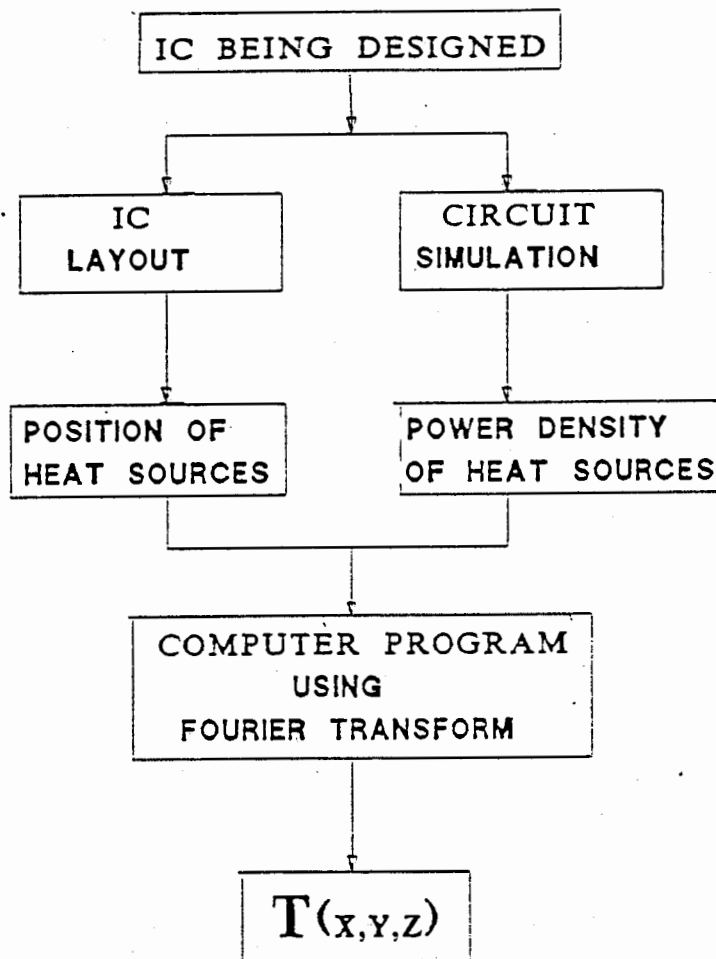 IC BEING DESIGNED
IC
LAYOUT
CIRCUIT
SIMULATION
POSITION OF
HEAT SOURCES
POWER DENSITY
OF HEAT SOURCES
COMPUTER PROGRAM
USING
FOURIER TRANSFORM
T(X,Y,Z)